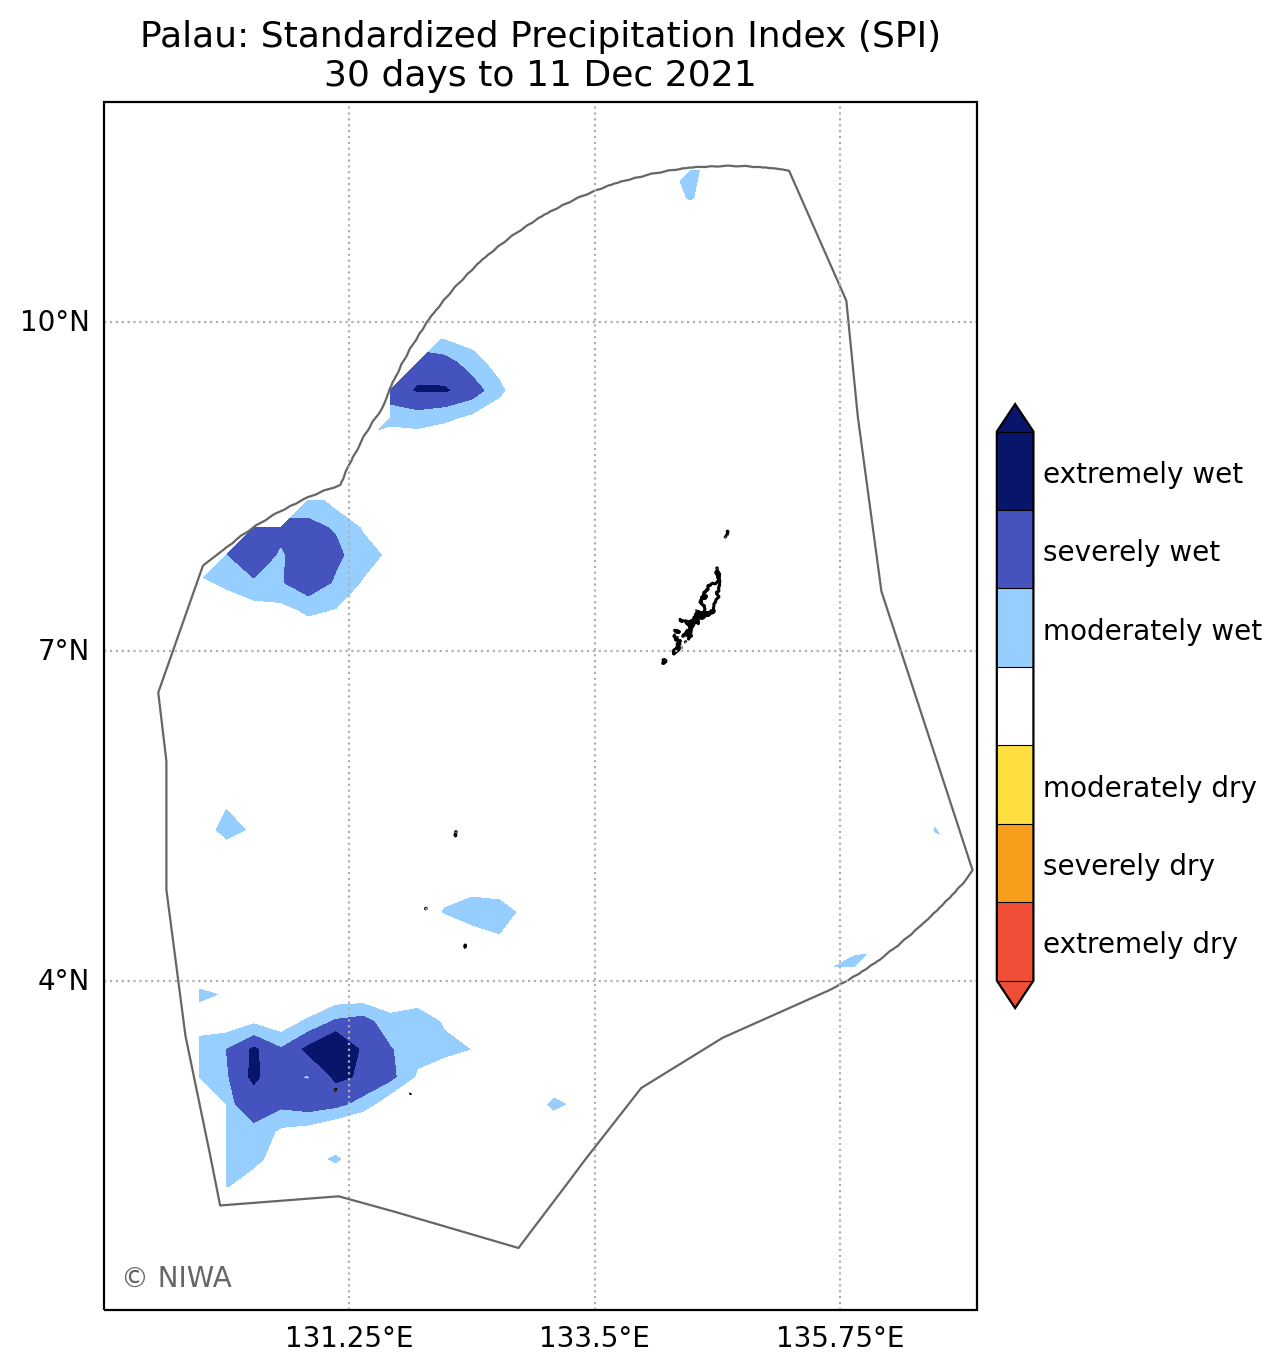 Palau: Standardized Precipitation Index (SPI)
30 days to 11 Dec 2021
10°N
7°N
4°N
131.25°E
133.5°E
135.75°E
extremely wet
severely wet
moderately wet
moderately dry
severely dry
extremely dry
© NIWA